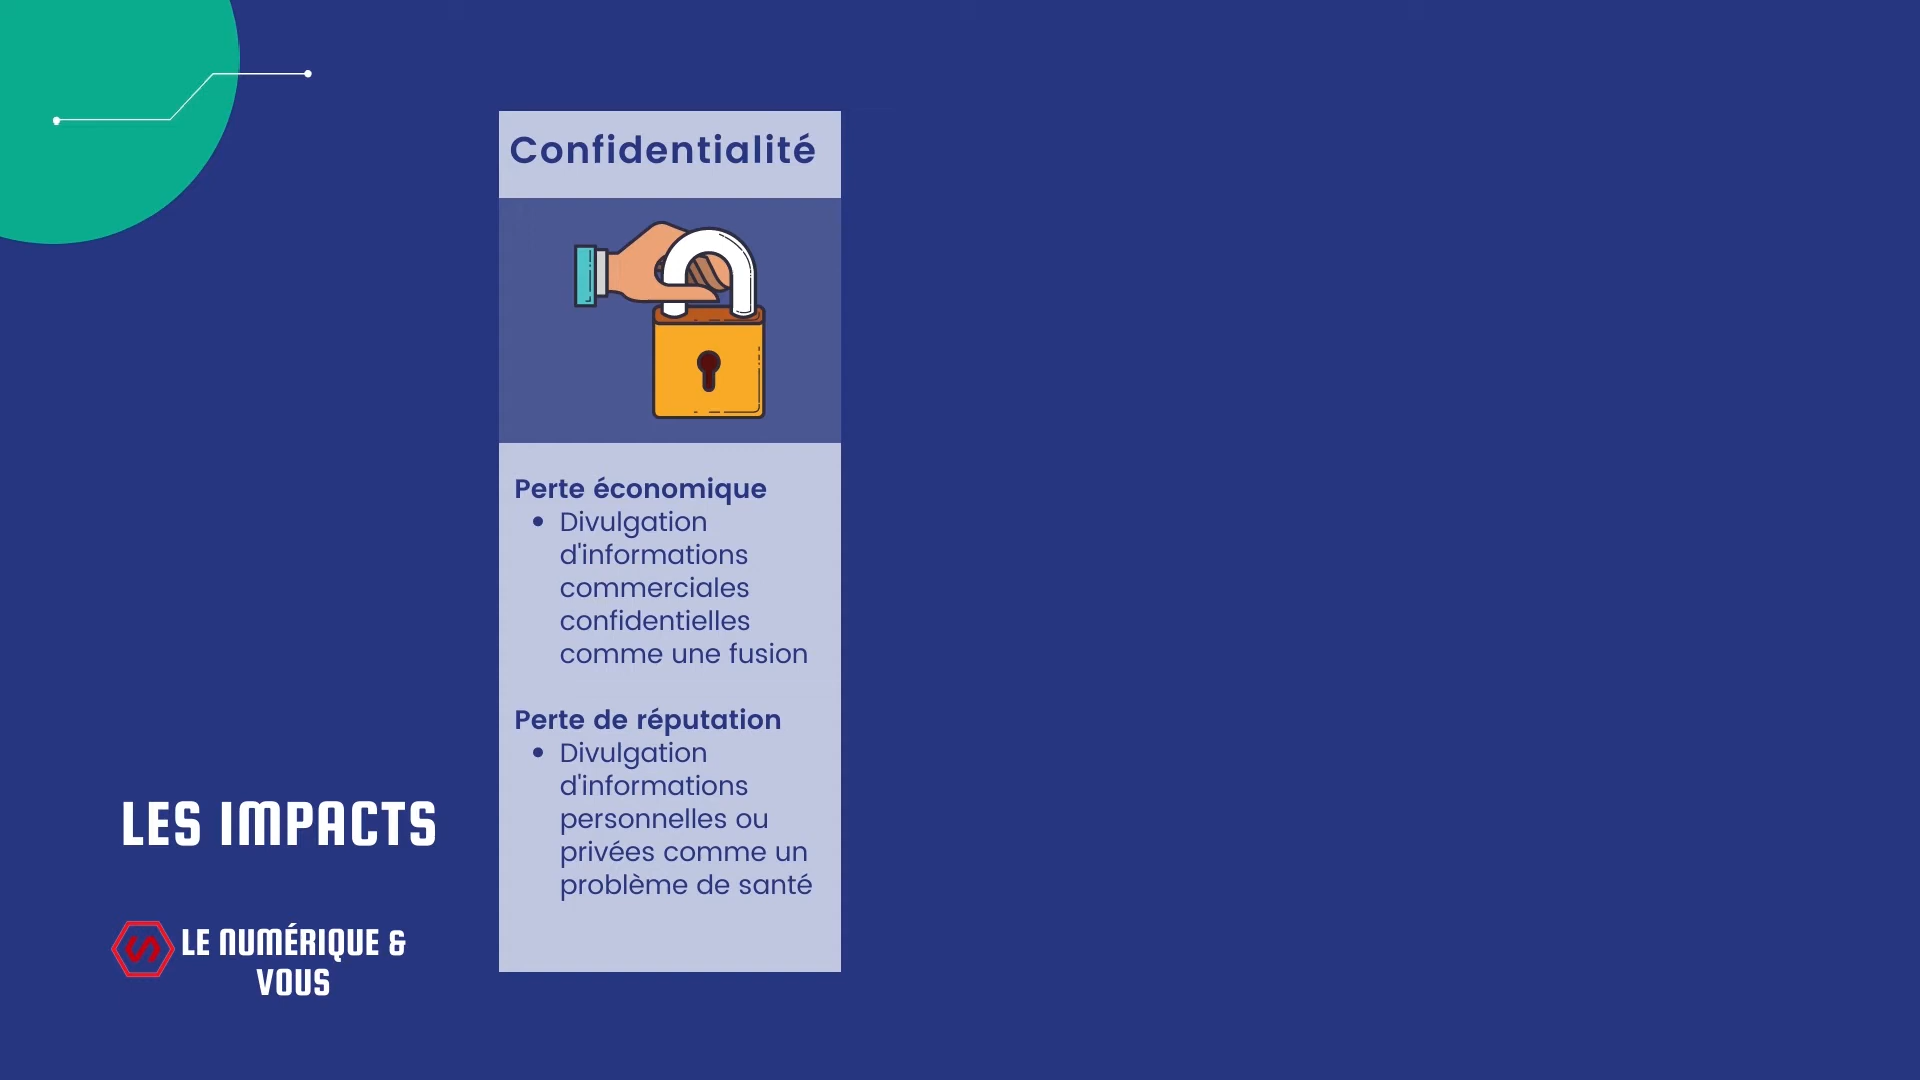 Confidentialité
Perte économique
• Divulgation
d'informations
commerciales
confidentielles
comme une fusion
Perte de réputation
• Divulgation
d'informations
personnelles ou
privées comme un
problème de santé
LES IMPACTS
LE NUMÉRIQUE &
VOUS